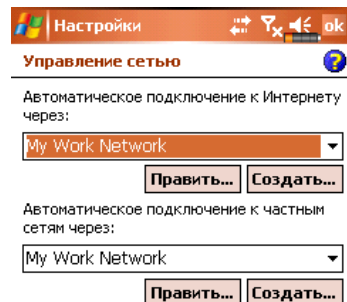 Настройки ok
Управление сетью
Автоматическое подключение к Интернету
через:
My Work Network
Править... Создать...
Автоматическое подключение к частным
сетям через:
My Work Network
Править... Создать...